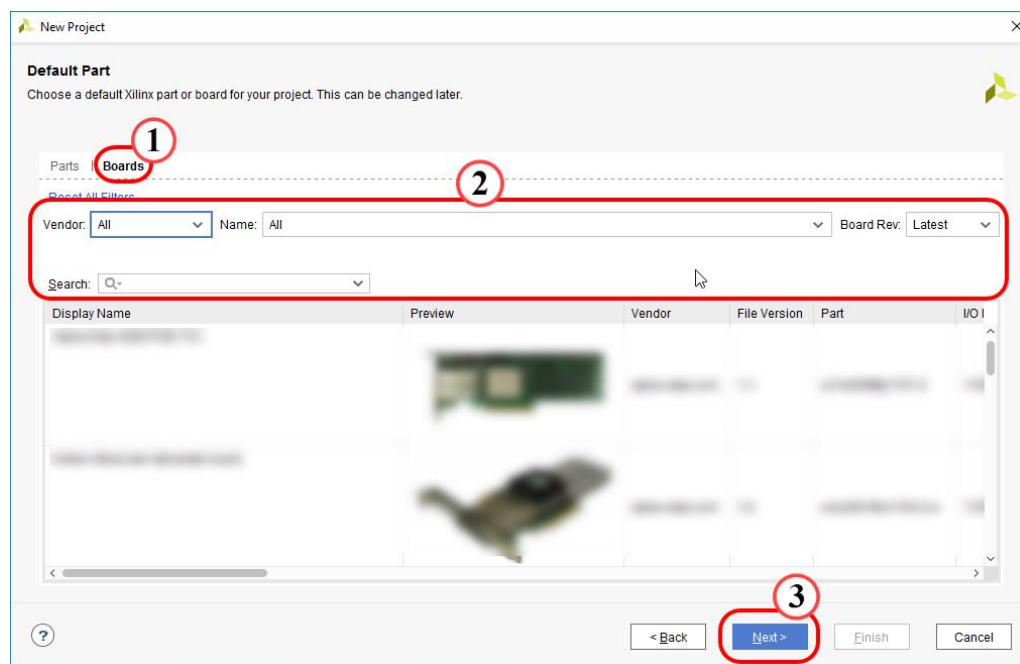 New Project
Default Part
Choose a default Xilinx part or board for your project. This can be changed later.
1
Parts | Boards
2
Reset All Filters
Vendor: All Name: All Board Rev: Latest
Search:
Display Name Preview Vendor File Version Part I/O I
3
? < Back Next > Finish Cancel